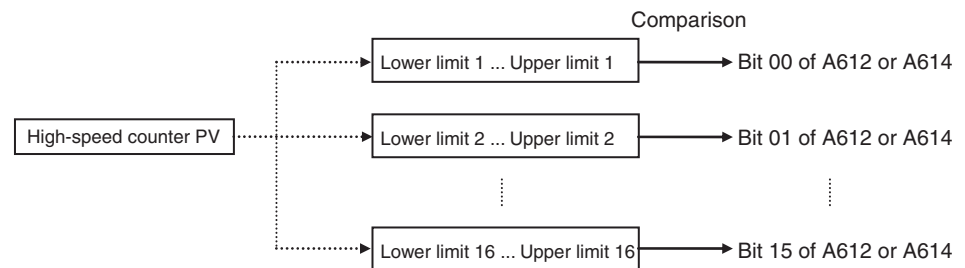 Comparison
Lower limit 1 ... Upper limit 1
Bit 00 of A612 or A614
High-speed counter PV
Lower limit 2 ... Upper limit 2
Bit 01 of A612 or A614
Lower limit 16 ... Upper limit 16
Bit 15 of A612 or A614